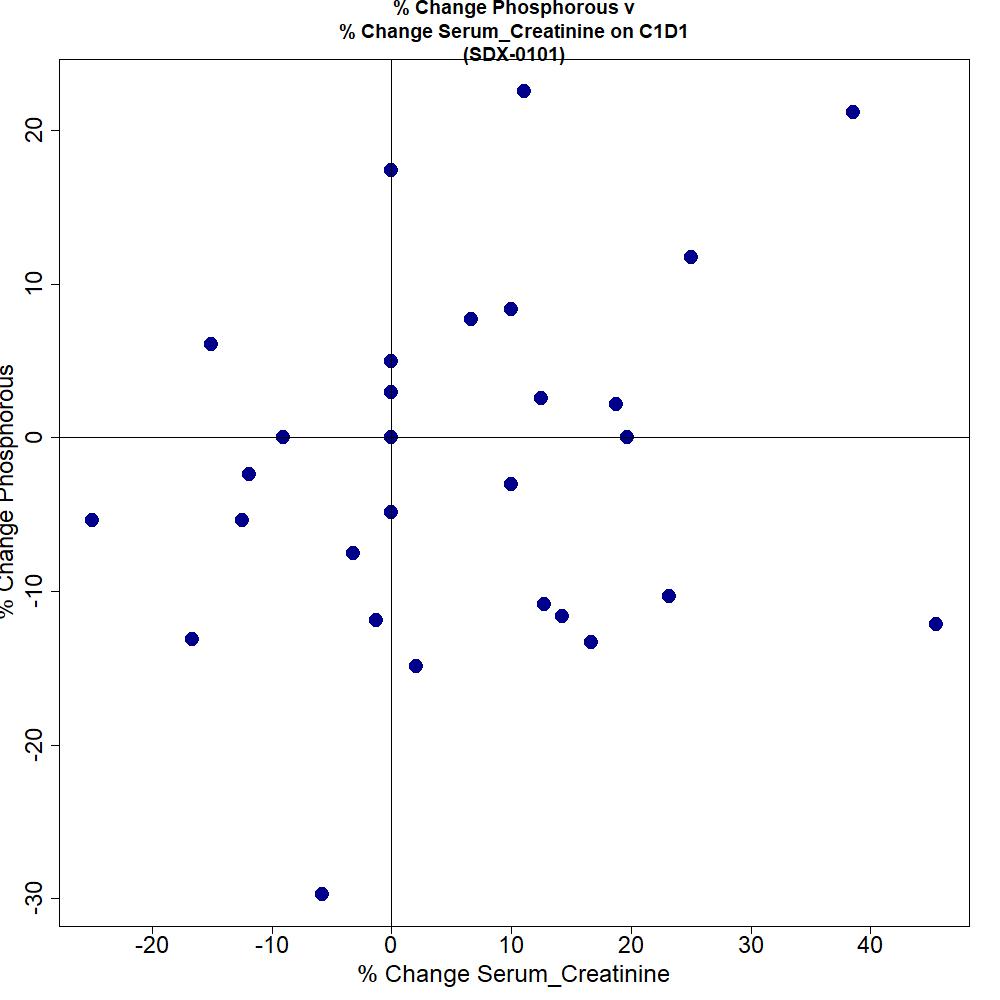 % Change Phosphorous v
% Change Serum_Creatinine on C1D1
(SDX-0101)
% Change Phosphorous
20
10
0
-10
-20
-30
-20
-10
0
10
20
30
40
% Change Serum_Creatinine